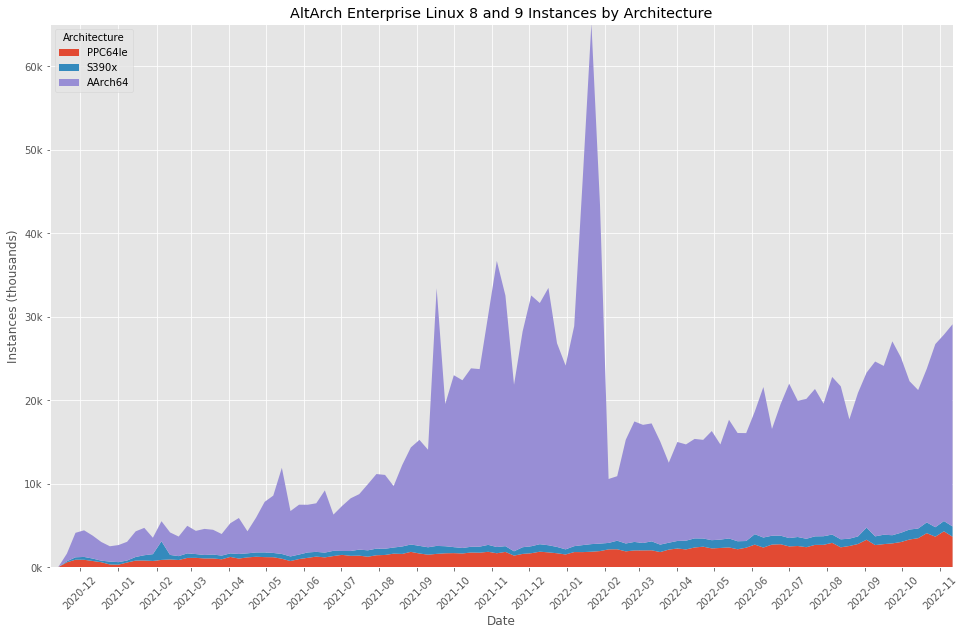 AltArch Enterprise Linux 8 and 9 Instances by Architecture
Architecture
PPC64le
S390x
AArch64
Instances (thousands)
60k
50k
40k
30k
20k
10k
0k
2020-12
2021-01
2021-02
2021-03
2021-04
2021-05
2021-06
2021-07
2021-08
2021-09
2021-10
2021-11
2021-12
2022-01
2022-02
2022-03
2022-04
2022-05
2022-06
2022-07
2022-08
2022-09
2022-10
2022-11
Date